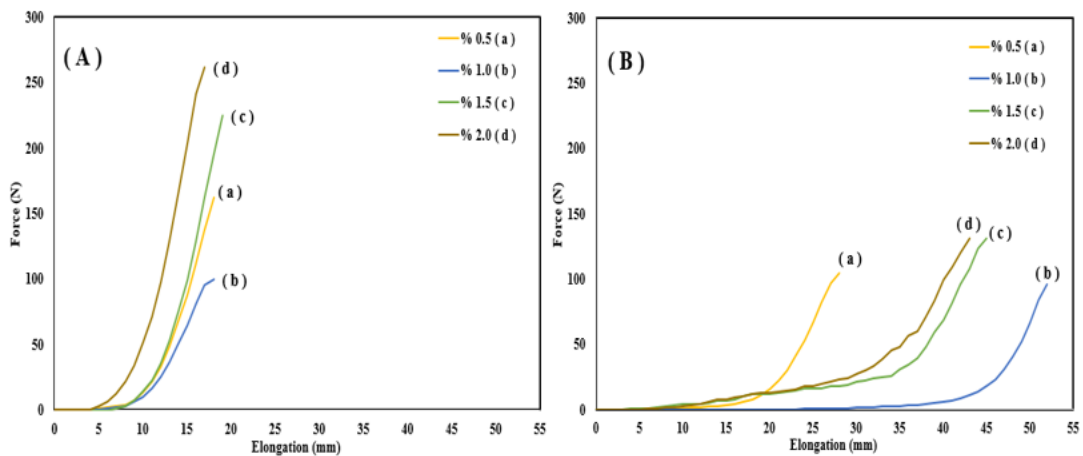 300
250
200
150
100
50
0
Force (N)
( A )
% 0.5 ( a )
% 1.0 ( b )
% 1.5 ( c )
% 2.0 ( d )
( d )
( c )
( a )
( b )
0 5 10 15 20 25 30 35 40 45 50 55
Elongation (mm)
300
250
200
150
100
50
0
Force (N)
( B )
% 0.5 ( a )
% 1.0 ( b )
% 1.5 ( c )
% 2.0 ( d )
( a )
( d )
( c )
( b )
0 5 10 15 20 25 30 35 40 45 50 55
Elongation (mm)